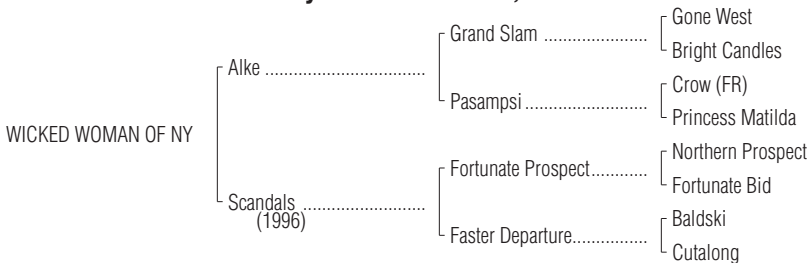 Gone West
Grand Slam ......................
Bright Candles
Alke ..................................
Crow (FR)
Pasampsi .........................
Princess Matilda
WICKED WOMAN OF NY
Northern Prospect
Fortunate Prospect............
Fortunate Bid
Scandals .........................
(1996)
Baldski
Faster Departure................
Cutalong